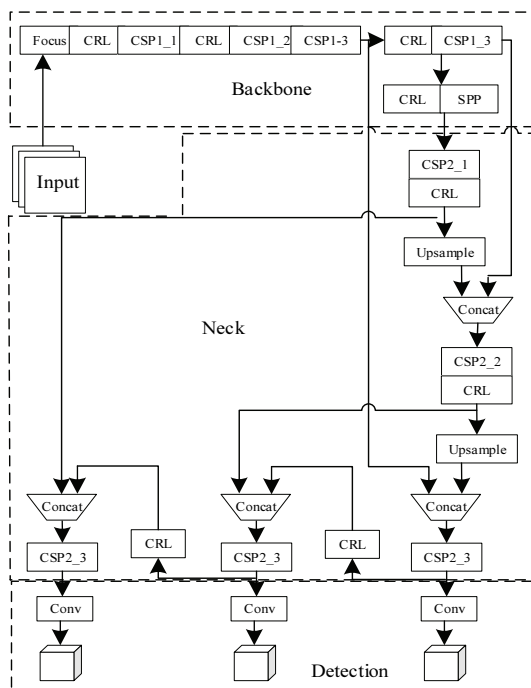 Focus CRL CSP1_1 CRL CSP1_2 CSP1-3 CRL CSP1_3
Backbone
CRL SPP
Input
CSP2_1
CRL
Upsample
Concat
Neck
CSP2_2
CRL
Upsample
Concat Concat Concat
CRL CRL
CSP2_3 CSP2_3 CSP2_3
Conv Conv Conv
Detection